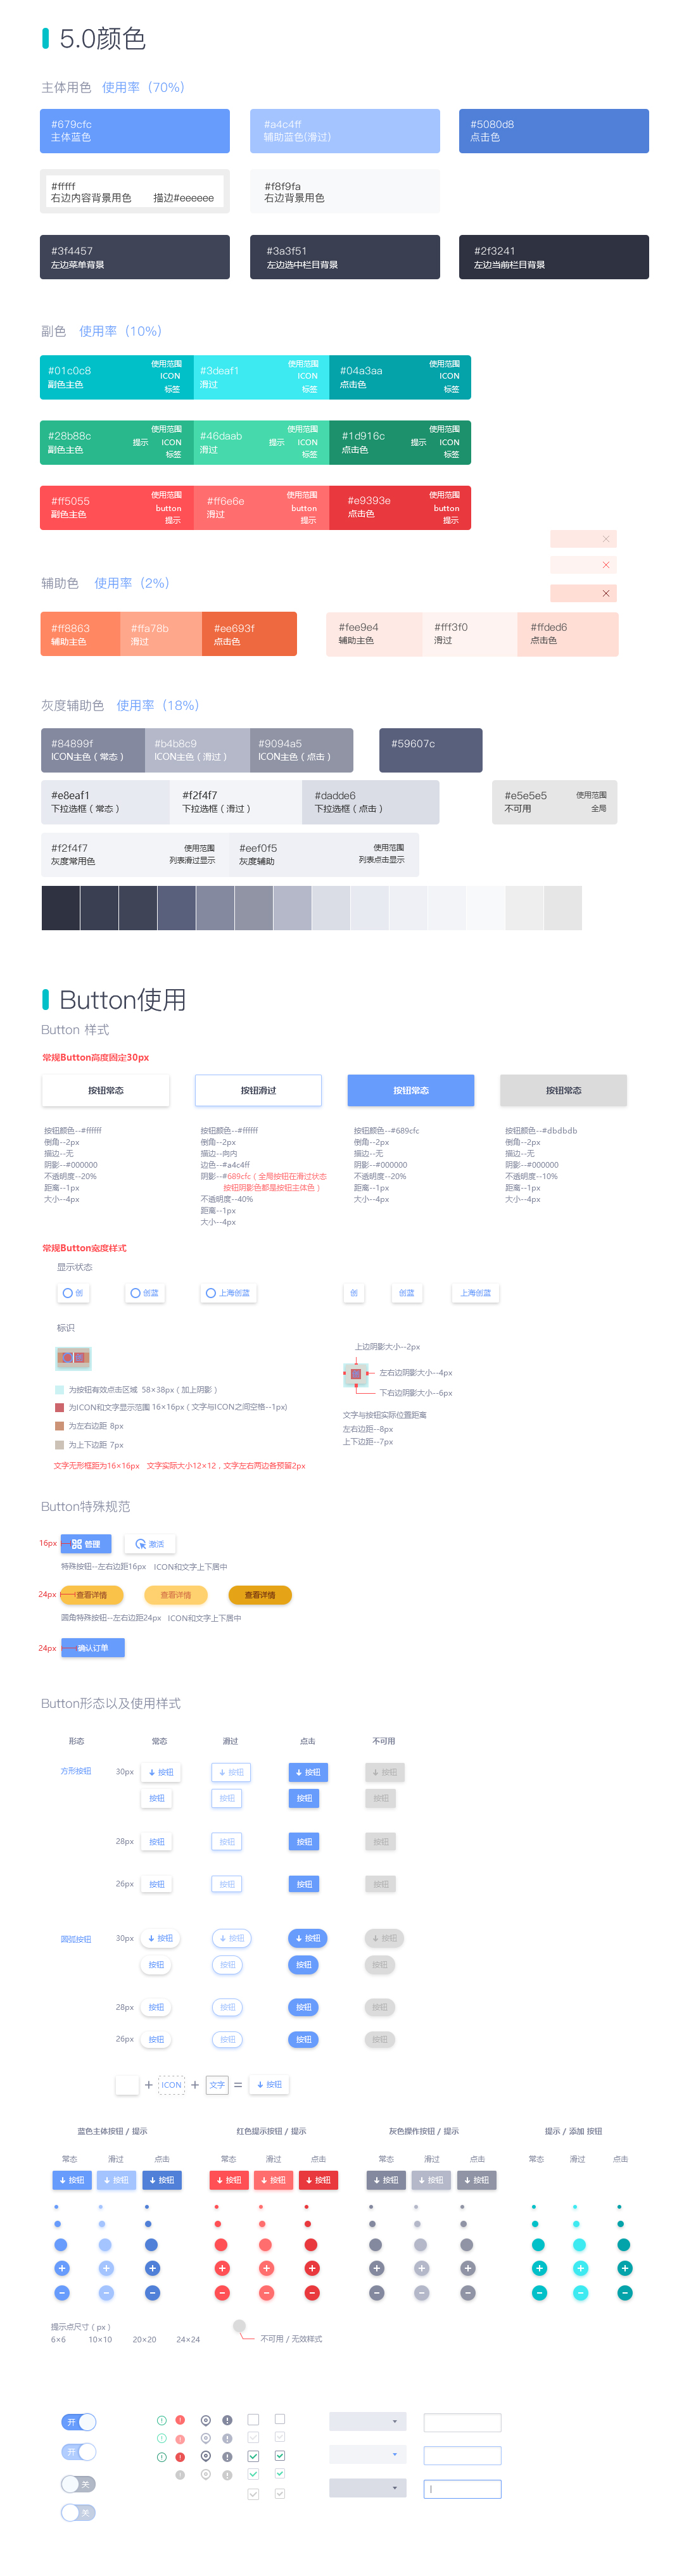 5.0颜色
主体用色 使用率（70%）
#679cfc
主体蓝色
#a4c4ff
辅助蓝色(滑过)
#5080d8
点击色
#fffff
右边内容背景用色 描边#eeeeee
#f8f9fa
右边背景用色
#3f4457
左边菜单背景
#3a3f51
左边选中栏目背景
#2f3241
左边当前栏目背景
副色 使用率（10%）
#01c0c8
副色主色
使用范围
ICON
标签
#3deaf1
滑过
使用范围
ICON
标签
#04a3aa
点击色
使用范围
ICON
标签
#28b88c
副色主色
使用范围
提示 ICON
标签
#46daab
滑过
使用范围
提示 ICON
标签
#1d916c
点击色
使用范围
提示 ICON
标签
#ff5055
副色主色
使用范围
button
提示
#ff6e6e
滑过
使用范围
button
提示
#e9393e
点击色
使用范围
button
提示
辅助色 使用率（2%）
#ff8863
辅助主色
#ffa78b
滑过
#ee693f
点击色
#fee9e4
辅助主色
#fff3f0
滑过
#ffded6
点击色
灰度辅助色 使用率（18%）
#84899f
ICON主色（常态）
#b4b8c9
ICON主色（滑过）
#9094a5
ICON主色（点击）
#59607c
#e8eaf1
下拉选框（常态）
#f2f4f7
下拉选框（滑过）
#dadde6
下拉选框（点击）
#e5e5e5
不可用
使用范围
全局
#f2f4f7
灰度常用色
使用范围
列表滑过显示
#eef0f5
灰度辅助
使用范围
列表点击显示
Button使用
Button 样式
常规Button高度固定30px
按钮常态
按钮滑过
按钮常态
按钮常态
按钮颜色--#ffffff
倒角--2px
描边--无
阴影--#000000
不透明度--20%
距离--1px
大小--4px
按钮颜色--#ffffff
倒角--2px
描边--向内
边色--#a4c4ff
阴影--#689cfc（全局按钮在滑过状态
按钮阴影色都是按钮主体色）
不透明度--40%
距离--1px
大小--4px
按钮颜色--#689cfc
倒角--2px
描边--无
阴影--#000000
不透明度--20%
距离--1px
大小--4px
按钮颜色--#dbdbdb
倒角--2px
描边--无
阴影--#000000
不透明度--10%
距离--1px
大小--4px
常规Button宽度样式
显示状态
创
创蓝
上海创蓝
创
创蓝
上海创蓝
标识
为按钮有效点击区域 58×38px（加上阴影）
为ICON和文字显示范围 16×16px（文字与ICON之间空格--1px)
为左右边距 8px
为上下边距 7px
文字无形框距为16×16px 文字实际大小12×12，文字左右两边各预留2px
上边阴影大小--2px
左右边阴影大小--4px
下右边阴影大小--6px
文字与按钮实际位置距离
左右边距--8px
上下边距--7px
Button特殊规范
16px
管理
激活
特殊按钮--左右边距16px ICON和文字上下居中
24px
查看详情
查看详情
查看详情
圆角特殊按钮--左右边距24px ICON和文字上下居中
24px
确认订单
Button形态以及使用样式
形态 常态 滑过 点击 不可用
方形按钮 30px 按钮 按钮 按钮 按钮
按钮 按钮 按钮 按钮
28px 按钮 按钮 按钮 按钮
26px 按钮 按钮 按钮 按钮
圆弧按钮 30px 按钮 按钮 按钮 按钮
按钮 按钮 按钮 按钮
28px 按钮 按钮 按钮 按钮
26px 按钮 按钮 按钮 按钮
+ ICON + 文字 = 按钮
蓝色主体按钮 / 提示
红色提示按钮 / 提示
灰色操作按钮 / 提示
提示 / 添加 按钮
常态 滑过 点击
常态 滑过 点击
常态 滑过 点击
常态 滑过 点击
按钮 按钮 按钮
按钮 按钮 按钮
按钮 按钮 按钮
提示点尺寸（px）
6×6 10×10 20×20 24×24
不可用 / 无效样式
开
开
关
关